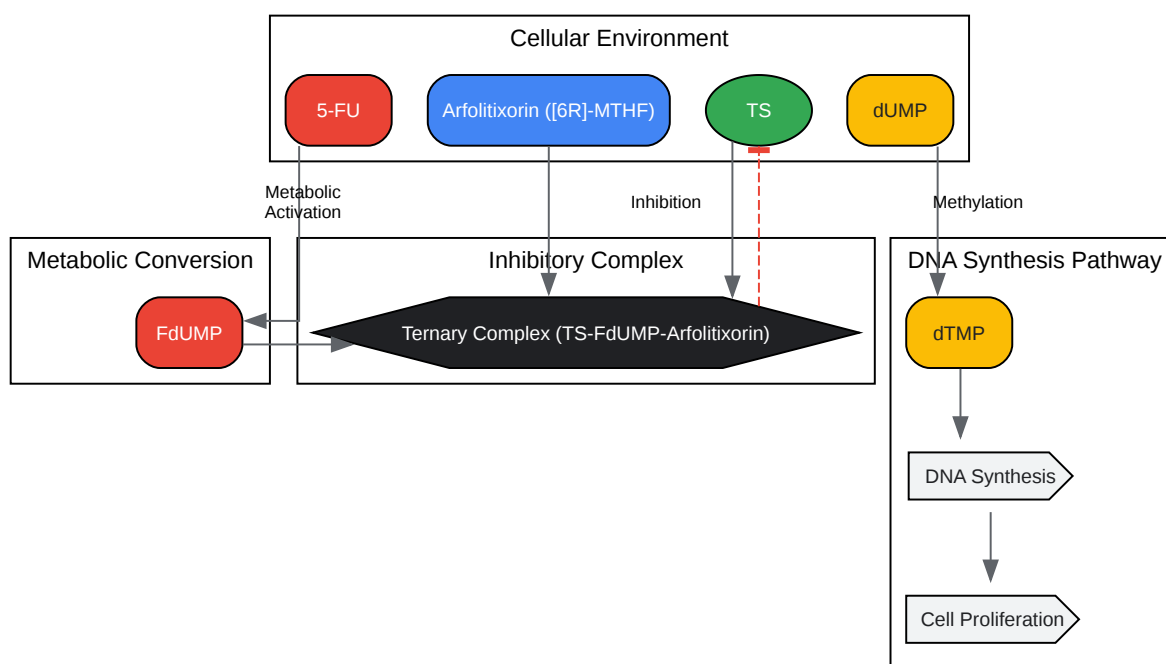 Cellular Environment
5-FU
Arfolitixorin ([6R]-MTHF)
TS
dUMP
Metabolic
Activation
Inhibition
Methylation
Metabolic Conversion
Inhibitory Complex
DNA Synthesis Pathway
FdUMP
Ternary Complex (TS-FdUMP-Arfolitixorin)
dTMP
DNA Synthesis
Cell Proliferation